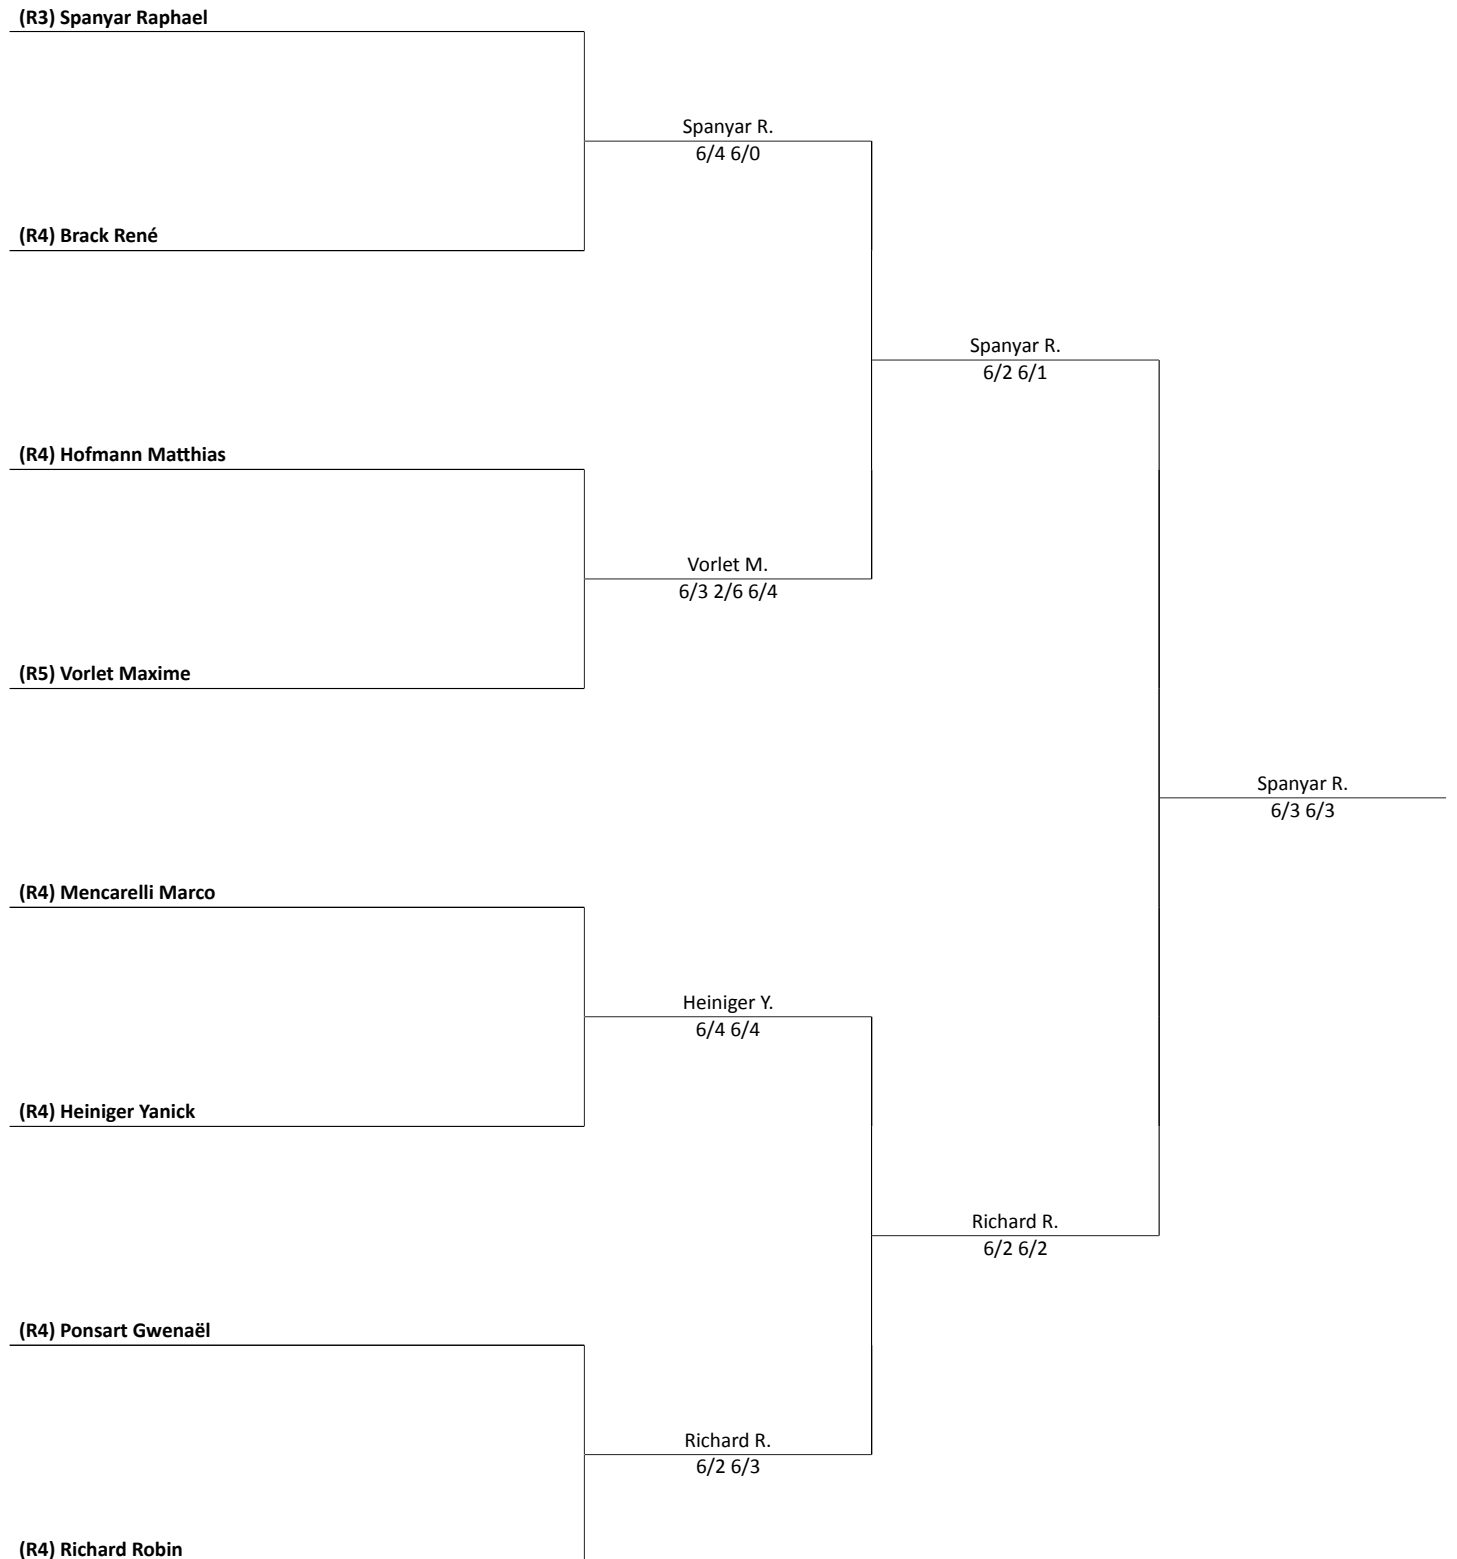 (R3) Spanyar Raphael
Spanyar R.
6/4 6/0
(R4) Brack René
Spanyar R.
6/2 6/1
(R4) Hofmann Matthias
Vorlet M.
6/3 2/6 6/4
(R5) Vorlet Maxime
Spanyar R.
6/3 6/3
(R4) Mencarelli Marco
Heiniger Y.
6/4 6/4
(R4) Heiniger Yanick
Richard R.
6/2 6/2
(R4) Ponsart Gwenaël
Richard R.
6/2 6/3
(R4) Richard Robin